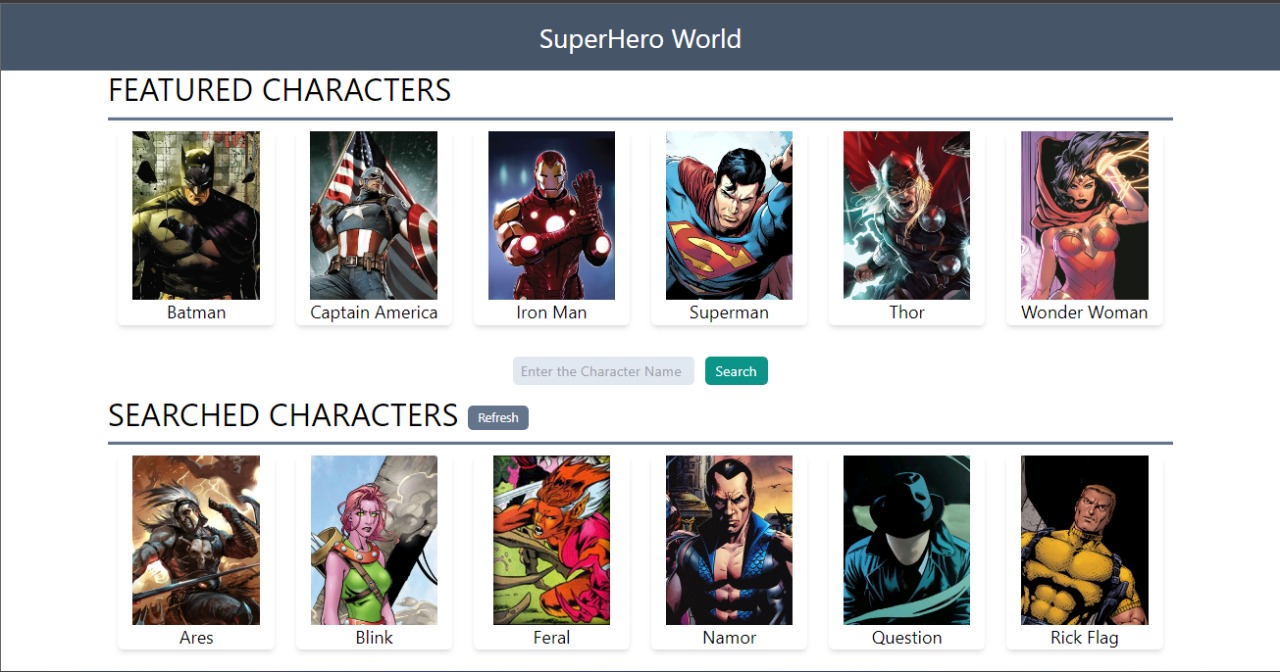 SuperHero World
FEATURED CHARACTERS
Batman Captain America Iron Man Superman Thor Wonder Woman
Enter the Character Name Search
SEARCHED CHARACTERS Refresh
Ares Blink Feral Namor Question Rick Flag